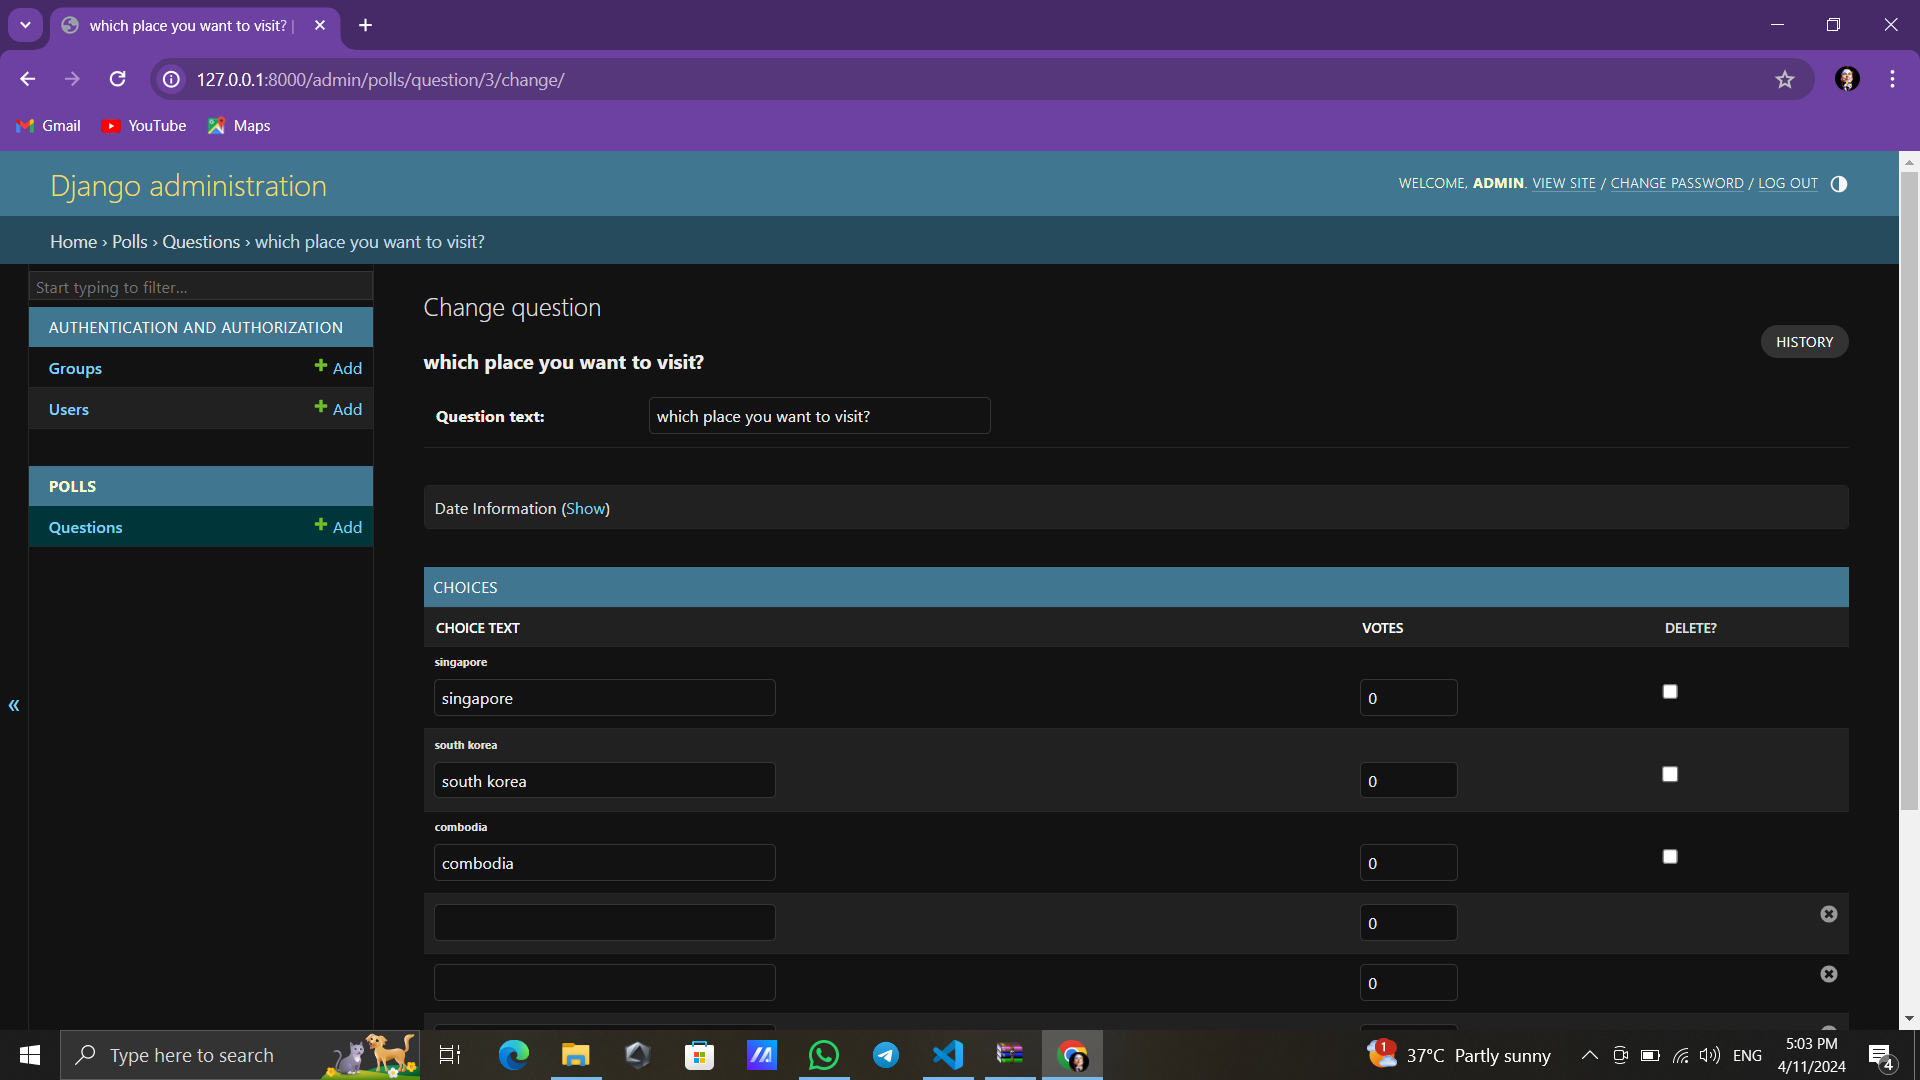 which place you want to visit? |
127.0.0.1:8000/admin/polls/question/3/change/
Gmail YouTube Maps
Django administration
WELCOME, ADMIN. VIEW SITE / CHANGE PASSWORD / LOG OUT
Home › Polls › Questions › which place you want to visit?
Start typing to filter...
AUTHENTICATION AND AUTHORIZATION
Groups + Add
Users + Add
POLLS
Questions + Add
«
Change question
HISTORY
which place you want to visit?
Question text: which place you want to visit?
Date Information (Show)
CHOICES
CHOICE TEXT VOTES DELETE?
singapore
singapore 0
south korea
south korea 0
combodia
combodia 0
0
0
Type here to search
1 37°C Partly sunny ENG
5:03 PM
4/11/2024
4